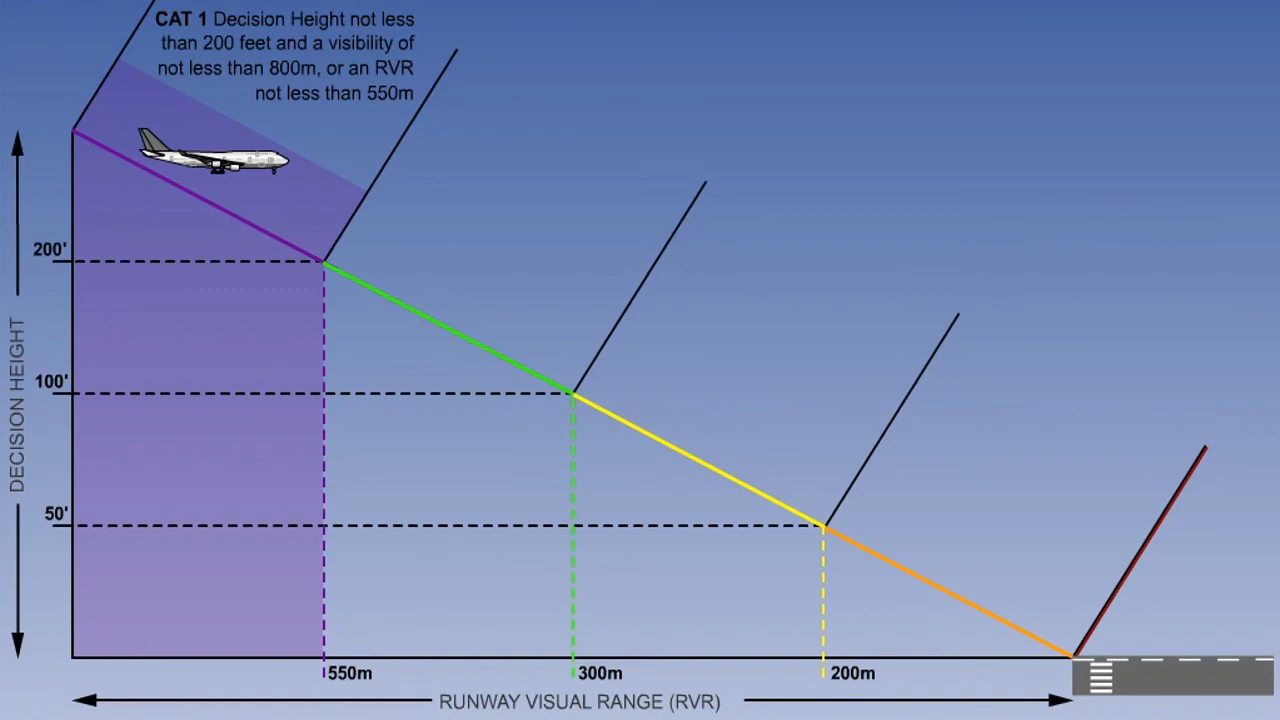 CAT 1 Decision Height not less
than 200 feet and a visibility of
not less than 800m, or an RVR
not less than 550m
200'
100'
50'
DECISION HEIGHT
550m
300m
200m
RUNWAY VISUAL RANGE (RVR)